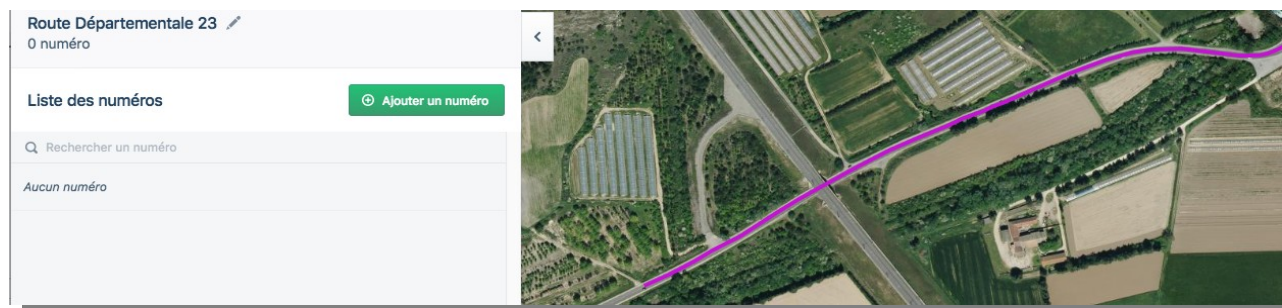 Route Départementale 23
0 numéro
Liste des numéros
Ajouter un numéro
Rechercher un numéro
Aucun numéro